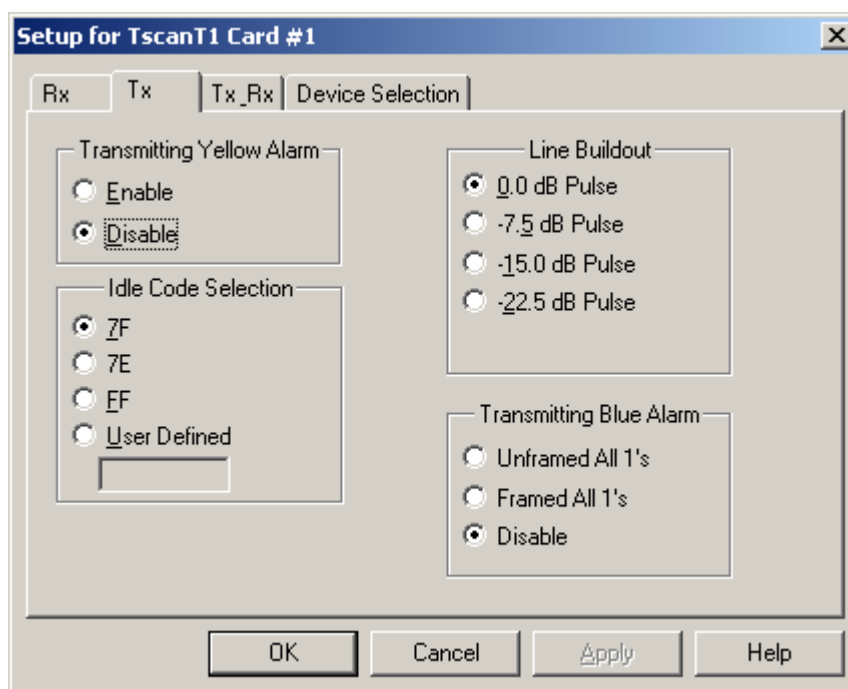 Setup for TscanT1 Card #1
Rx
Tx
Tx_Rx
Device Selection
Transmitting Yellow Alarm
Enable
Disable
Idle Code Selection
7F
7E
FF
User Defined
Line Buildout
0.0 dB Pulse
-7.5 dB Pulse
-15.0 dB Pulse
-22.5 dB Pulse
Transmitting Blue Alarm
Unframed All 1's
Framed All 1's
Disable
OK
Cancel
Apply
Help